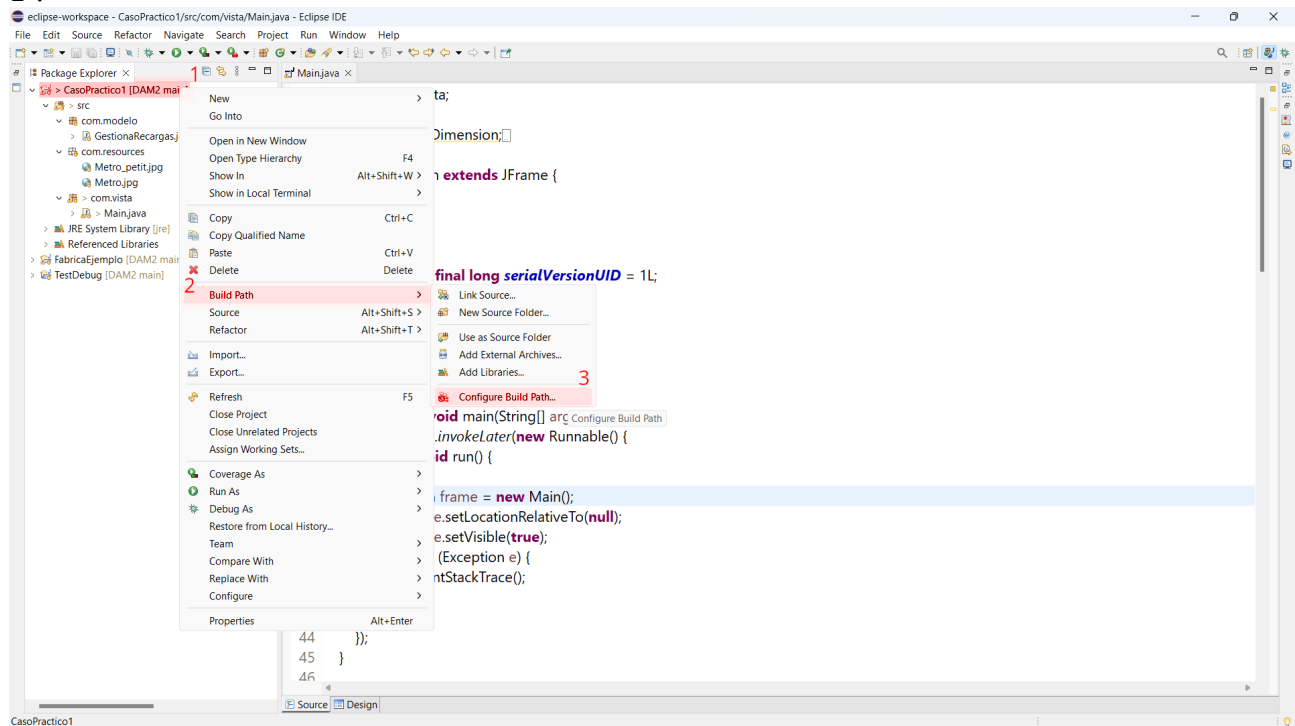 eclipse-workspace - CasoPractico1/src/com/vista/Main.java - Eclipse IDE
File Edit Source Refactor Navigate Search Project Run Window Help
Package Explorer
1
Main.java
> CasoPractico1 [DAM2 mai
> src
com.modelo
GestionaRecargas.j
com.resources
Metro_petit.jpg
Metro.jpg
> com.vista
> Main.java
JRE System Library [jre]
Referenced Libraries
FabricaEjemplo [DAM2 mair
TestDebug [DAM2 main]
New
Go Into
Open in New Window
Open Type Hierarchy F4
Show In Alt+Shift+W >
Show in Local Terminal
Copy Ctrl+C
Copy Qualified Name
Paste Ctrl+V
Delete Delete
2
Build Path
Source Alt+Shift+S >
Refactor Alt+Shift+T >
Import...
Export...
Refresh F5
Close Project
Close Unrelated Projects
Assign Working Sets...
Coverage As
Run As
Debug As
Restore from Local History...
Team
Compare With
Replace With
Configure
Properties Alt+Enter
Link Source...
New Source Folder...
Use as Source Folder
Add External Archives...
Add Libraries...
3
Configure Build Path...
Configure Build Path
ta;
Dimension;
extends JFrame {
final long serialVersionUID = 1L;
void main(String[] arg
.invokeLater(new Runnable() {
id run() {
frame = new Main();
e.setLocationRelativeTo(null);
e.setVisible(true);
(Exception e) {
ntStackTrace();
44 });
45 }
46
Source Design
CasoPractico1